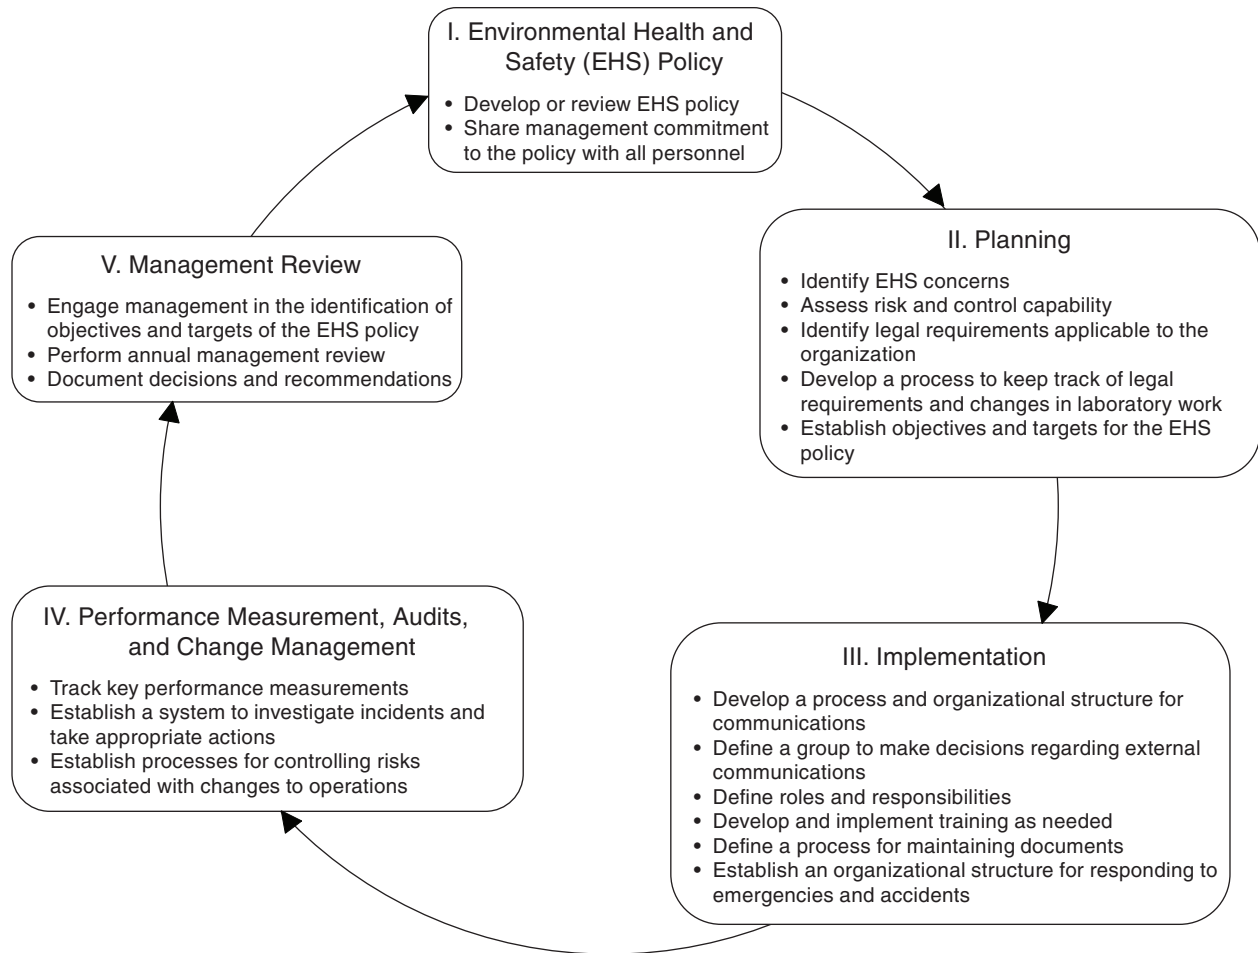 I. Environmental Health and
Safety (EHS) Policy
• Develop or review EHS policy
• Share management commitment
to the policy with all personnel
II. Planning
• Identify EHS concerns
• Assess risk and control capability
• Identify legal requirements applicable to the
organization
• Develop a process to keep track of legal
requirements and changes in laboratory work
• Establish objectives and targets for the EHS
policy
III. Implementation
• Develop a process and organizational structure for
communications
• Define a group to make decisions regarding external
communications
• Define roles and responsibilities
• Develop and implement training as needed
• Define a process for maintaining documents
• Establish an organizational structure for responding to
emergencies and accidents
IV. Performance Measurement, Audits,
and Change Management
• Track key performance measurements
• Establish a system to investigate incidents and
take appropriate actions
• Establish processes for controlling risks
associated with changes to operations
V. Management Review
• Engage management in the identification of
objectives and targets of the EHS policy
• Perform annual management review
• Document decisions and recommendations